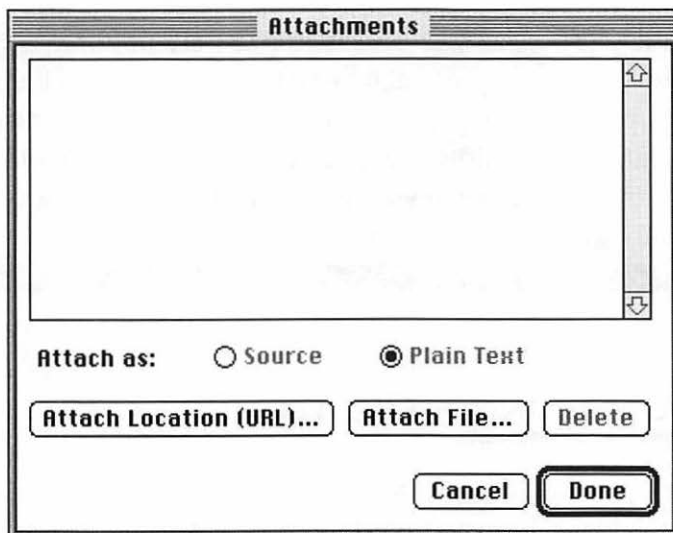 Attachments
Attach as: Source Plain Text
Attach Location (URL)... Attach File... Delete
Cancel Done